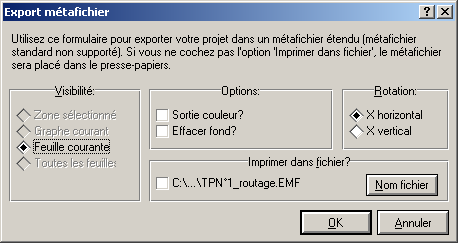 Export métafichier
Utilisez ce formulaire pour exporter votre projet dans un métafichier étendu (métafichier
standard non supporté). Si vous ne cochez pas l'option 'Imprimer dans fichier', le métafichier
sera placé dans le presse-papiers.
Visibilité:
Zone sélectionné
Graphe courant
Feuille courante
Toutes les feuilles
Options:
Sortie couleur?
Effacer fond?
Rotation:
X horizontal
X vertical
Imprimer dans fichier?
C:\...\TPN°1_routage.EMF
Nom fichier
OK
Annuler